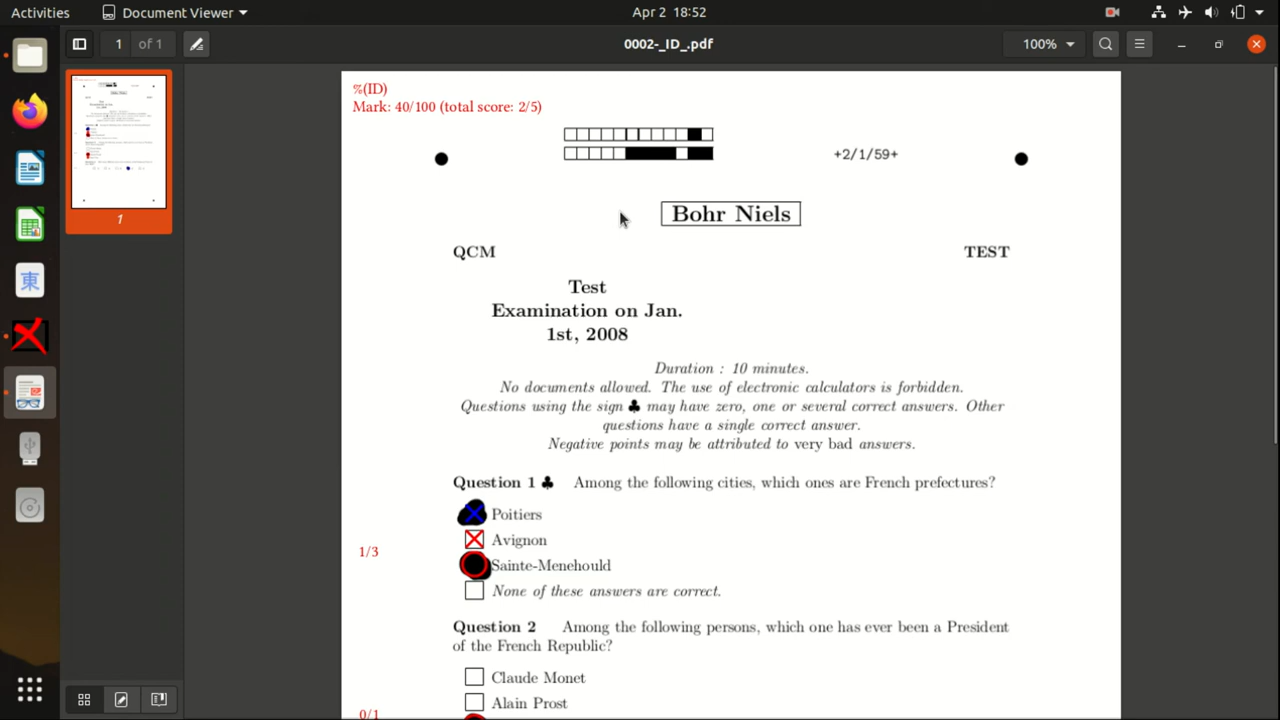 Activities
Document Viewer
Apr 2 18:52
1 of 1
0002-_ID_.pdf
100%
1
%(ID)
Mark: 40/100 (total score: 2/5)
+2/1/59+
Bohr Niels
QCM
TEST
Test
Examination on Jan.
1st, 2008
Duration : 10 minutes.
No documents allowed. The use of electronic calculators is forbidden.
Questions using the sign ♣ may have zero, one or several correct answers. Other
questions have a single correct answer.
Negative points may be attributed to very bad answers.
Question 1 ♣ Among the following cities, which ones are French prefectures?
Poitiers
Avignon
1/3
Sainte-Menehould
None of these answers are correct.
Question 2 Among the following persons, which one has ever been a President
of the French Republic?
Claude Monet
Alain Prost
0/1
東